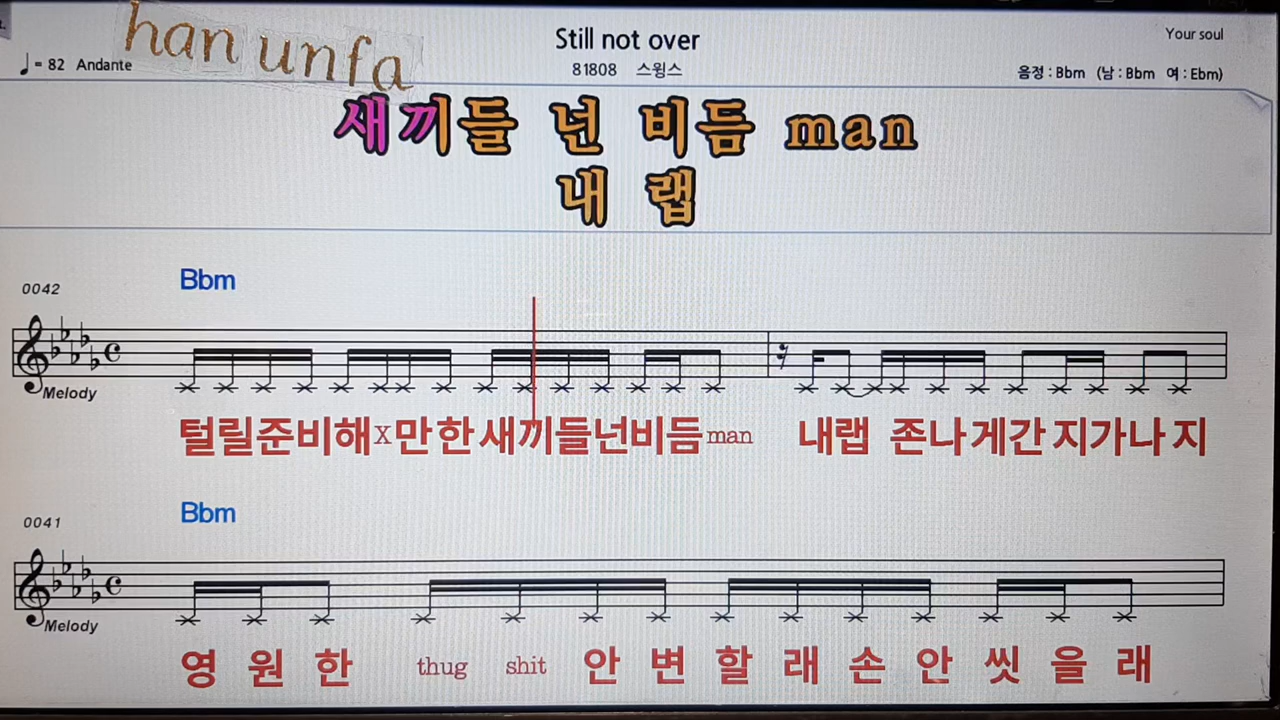 han unfa
Still not over
Your soul
♩= 82 Andante
81808 스윙스
음정 : Bbm (남 : Bbm 여 : Ebm)
새끼들 넌 비듬 man
내 랩
Bbm
0042
Melody
털릴준비해X만한새끼들넌비듬man 내랩 존나게간지가나지
Bbm
0041
Melody
영원한 thug shit 안변할래손안씻을래